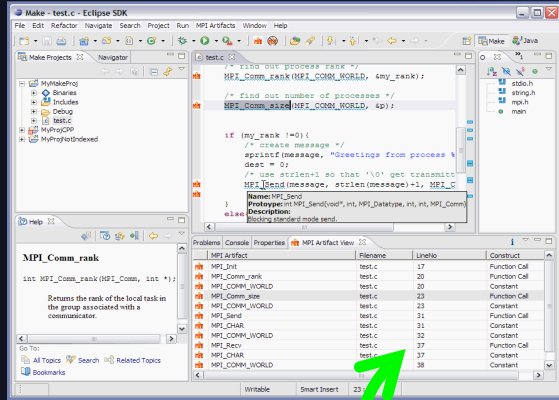 Make - test.c - Eclipse SDK
File Edit Refactor Navigate Search Project Run MPI Artifacts Window Help
Make Java
Make Projects Navigator
MyMakeProj
Binaries
Includes
Debug
test.c
MyProjCPP
MyProjNotIndexed
test.c
/* find out process rank */
MPI_Comm_rank(MPI_COMM_WORLD, &my_rank);
/* find out number of processes */
MPI_Comm_size(MPI_COMM_WORLD, &p);
if (my_rank !=0){
/* create message */
sprintf(message, "Greetings from process %
dest = 0;
/* use strlen+1 so that '\0' get transmitt
MPI_Send(message, strlen(message)+1, MPI_C
}
else
Name: MPI_Send
Protoype: int MPI_Send(void*, int, MPI_Datatype, int, int, MPI_Comm)
Description:
Blocking standard mode send.
stdio.h
string.h
mpi.h
main
Help
MPI_Comm_rank
int MPI_Comm_rank(MPI_Comm, int *);
Returns the rank of the local task in
the group associated with a
communicator.
Go To:
All Topics Search Related Topics
Bookmarks
Problems Console Properties MPI Artifact View
MPI Artifact Filename LineNo Construct
MPI_Init test.c 17 Function Call
MPI_Comm_rank test.c 20 Function Call
MPI_COMM_WORLD test.c 20 Constant
MPI_Comm_size test.c 23 Function Call
MPI_COMM_WORLD test.c 23 Constant
MPI_Send test.c 31 Function Call
MPI_CHAR test.c 31 Constant
MPI_COMM_WORLD test.c 32 Constant
MPI_Recv test.c 37 Function Call
MPI_CHAR test.c 37 Constant
MPI_COMM_WORLD test.c 38 Constant
Writable Smart Insert 23